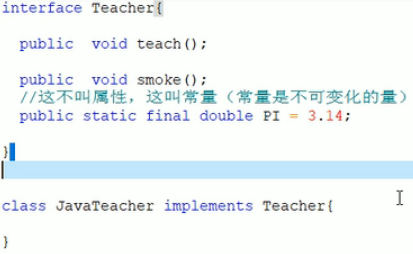 interface Teacher{
public  void teach();
public  void smoke();
//这不叫属性，这叫常量（常量是不可变化的量）
public static final double PI = 3.14;
}
class JavaTeacher implements Teacher{
}